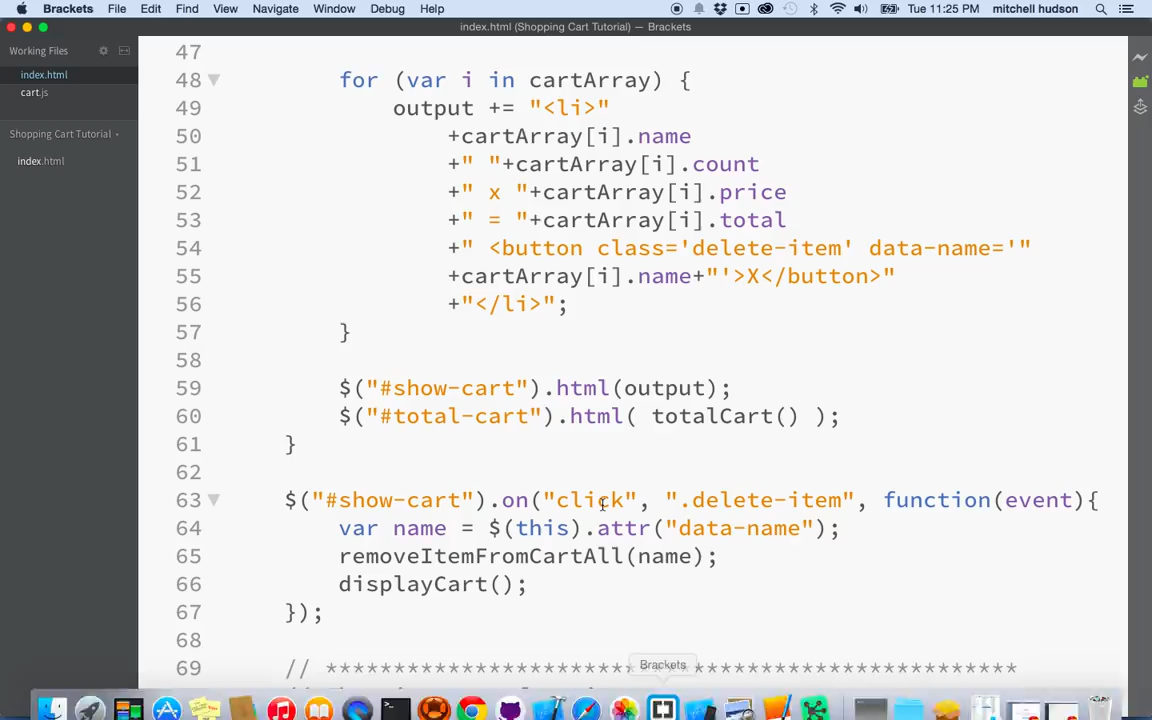 Brackets File Edit Find View Navigate Window Debug Help Tue 11:25 PM mitchell hudson
index.html (Shopping Cart Tutorial) — Brackets
Working Files
index.html
cart.js
Shopping Cart Tutorial
index.html
47
48 for (var i in cartArray) {
49 output += "<li>"
50 +cartArray[i].name
51 +" "+cartArray[i].count
52 +" x "+cartArray[i].price
53 +" = "+cartArray[i].total
54 +" <button class='delete-item' data-name='"
55 +cartArray[i].name+"'>X</button>"
56 +"</li>";
57 }
58
59 $("#show-cart").html(output);
60 $("#total-cart").html( totalCart() );
61 }
62
63 $("#show-cart").on("click", ".delete-item", function(event){
64 var name = $(this).attr("data-name");
65 removeItemFromCartAll(name);
66 displayCart();
67 });
68
69 // ***************************************************
Brackets